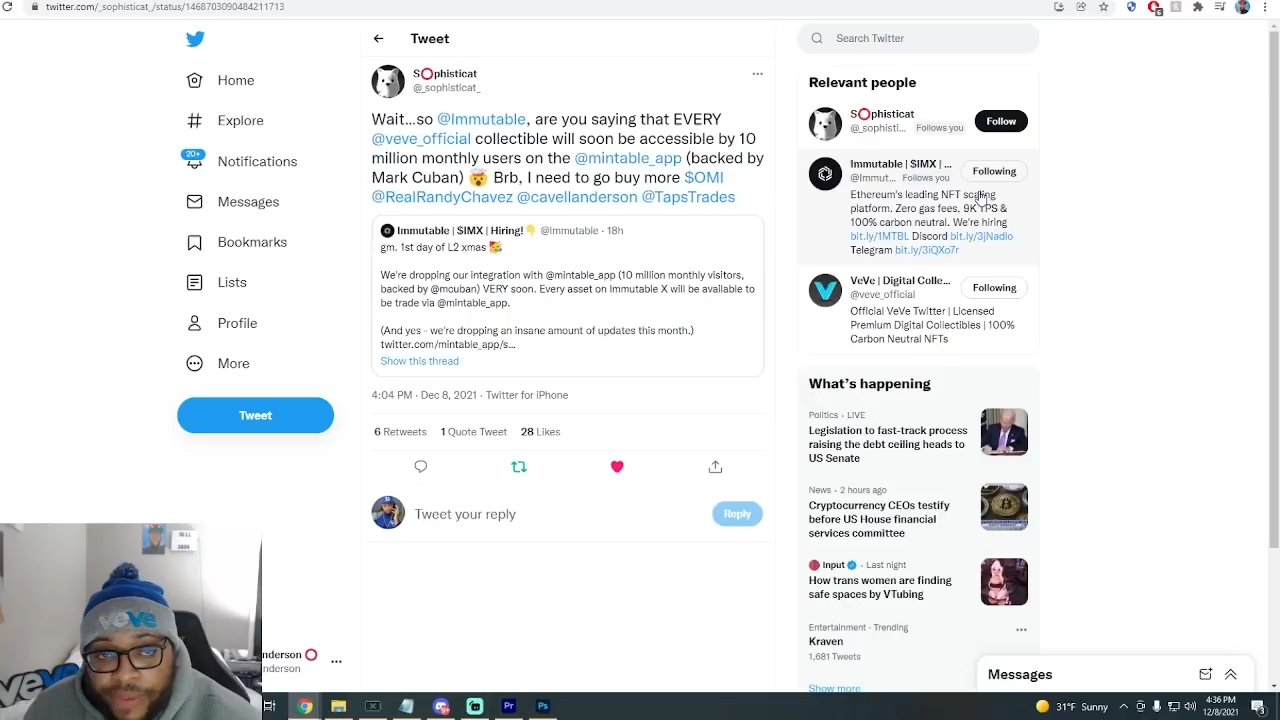 twitter.com/_sophisticat_/status/1468703090484211713
6
Home
Explore
20+
Notifications
Messages
Bookmarks
Lists
Profile
More
Tweet
Tweet
S⭕phisticat
@_sophisticat_
Wait...so @Immutable, are you saying that EVERY
@veve_official collectible will soon be accessible by 10
million monthly users on the @mintable_app (backed by
Mark Cuban) 🤯 Brb, I need to go buy more $OMI
@RealRandyChavez @cavellanderson @TapsTrades
Immutable | $IMX | Hiring!👇 @Immutable · 18h
gm. 1st day of L2 xmas 🎉
We're dropping our integration with @mintable_app (10 million monthly visitors,
backed by @mcuban) VERY soon. Every asset on Immutable X will be available to
be trade via @mintable_app.
(And yes - we're dropping an insane amount of updates this month.)
twitter.com/mintable_app/s...
Show this thread
4:04 PM · Dec 8, 2021 · Twitter for iPhone
6 Retweets 1 Quote Tweet 28 Likes
Tweet your reply
Reply
Search Twitter
Relevant people
S⭕phisticat
@_sophisti... Follows you
Follow
Immutable | $IMX | ...
@Immut... Follows you
Following
Ethereum's leading NFT scaling
platform. Zero gas fees, 9K TPS &
100% carbon neutral. We're hiring
bit.ly/1MTBL Discord bit.ly/3jNadio
Telegram bit.ly/3iQXo7r
VeVe | Digital Colle...
@veve_official
Following
Official VeVe Twitter | Licensed
Premium Digital Collectibles | 100%
Carbon Neutral NFTs
What's happening
Politics · LIVE
Legislation to fast-track process
raising the debt ceiling heads to
US Senate
News · 2 hours ago
Cryptocurrency CEOs testify
before US House financial
services committee
Input · Last night
How trans women are finding
safe spaces by VTubing
Entertainment · Trending
Kraven
1,681 Tweets
Show more
Messages
nderson ⭕
nderson
veve
veve
Pr
Ps
31°F Sunny
4:36 PM
12/8/2021